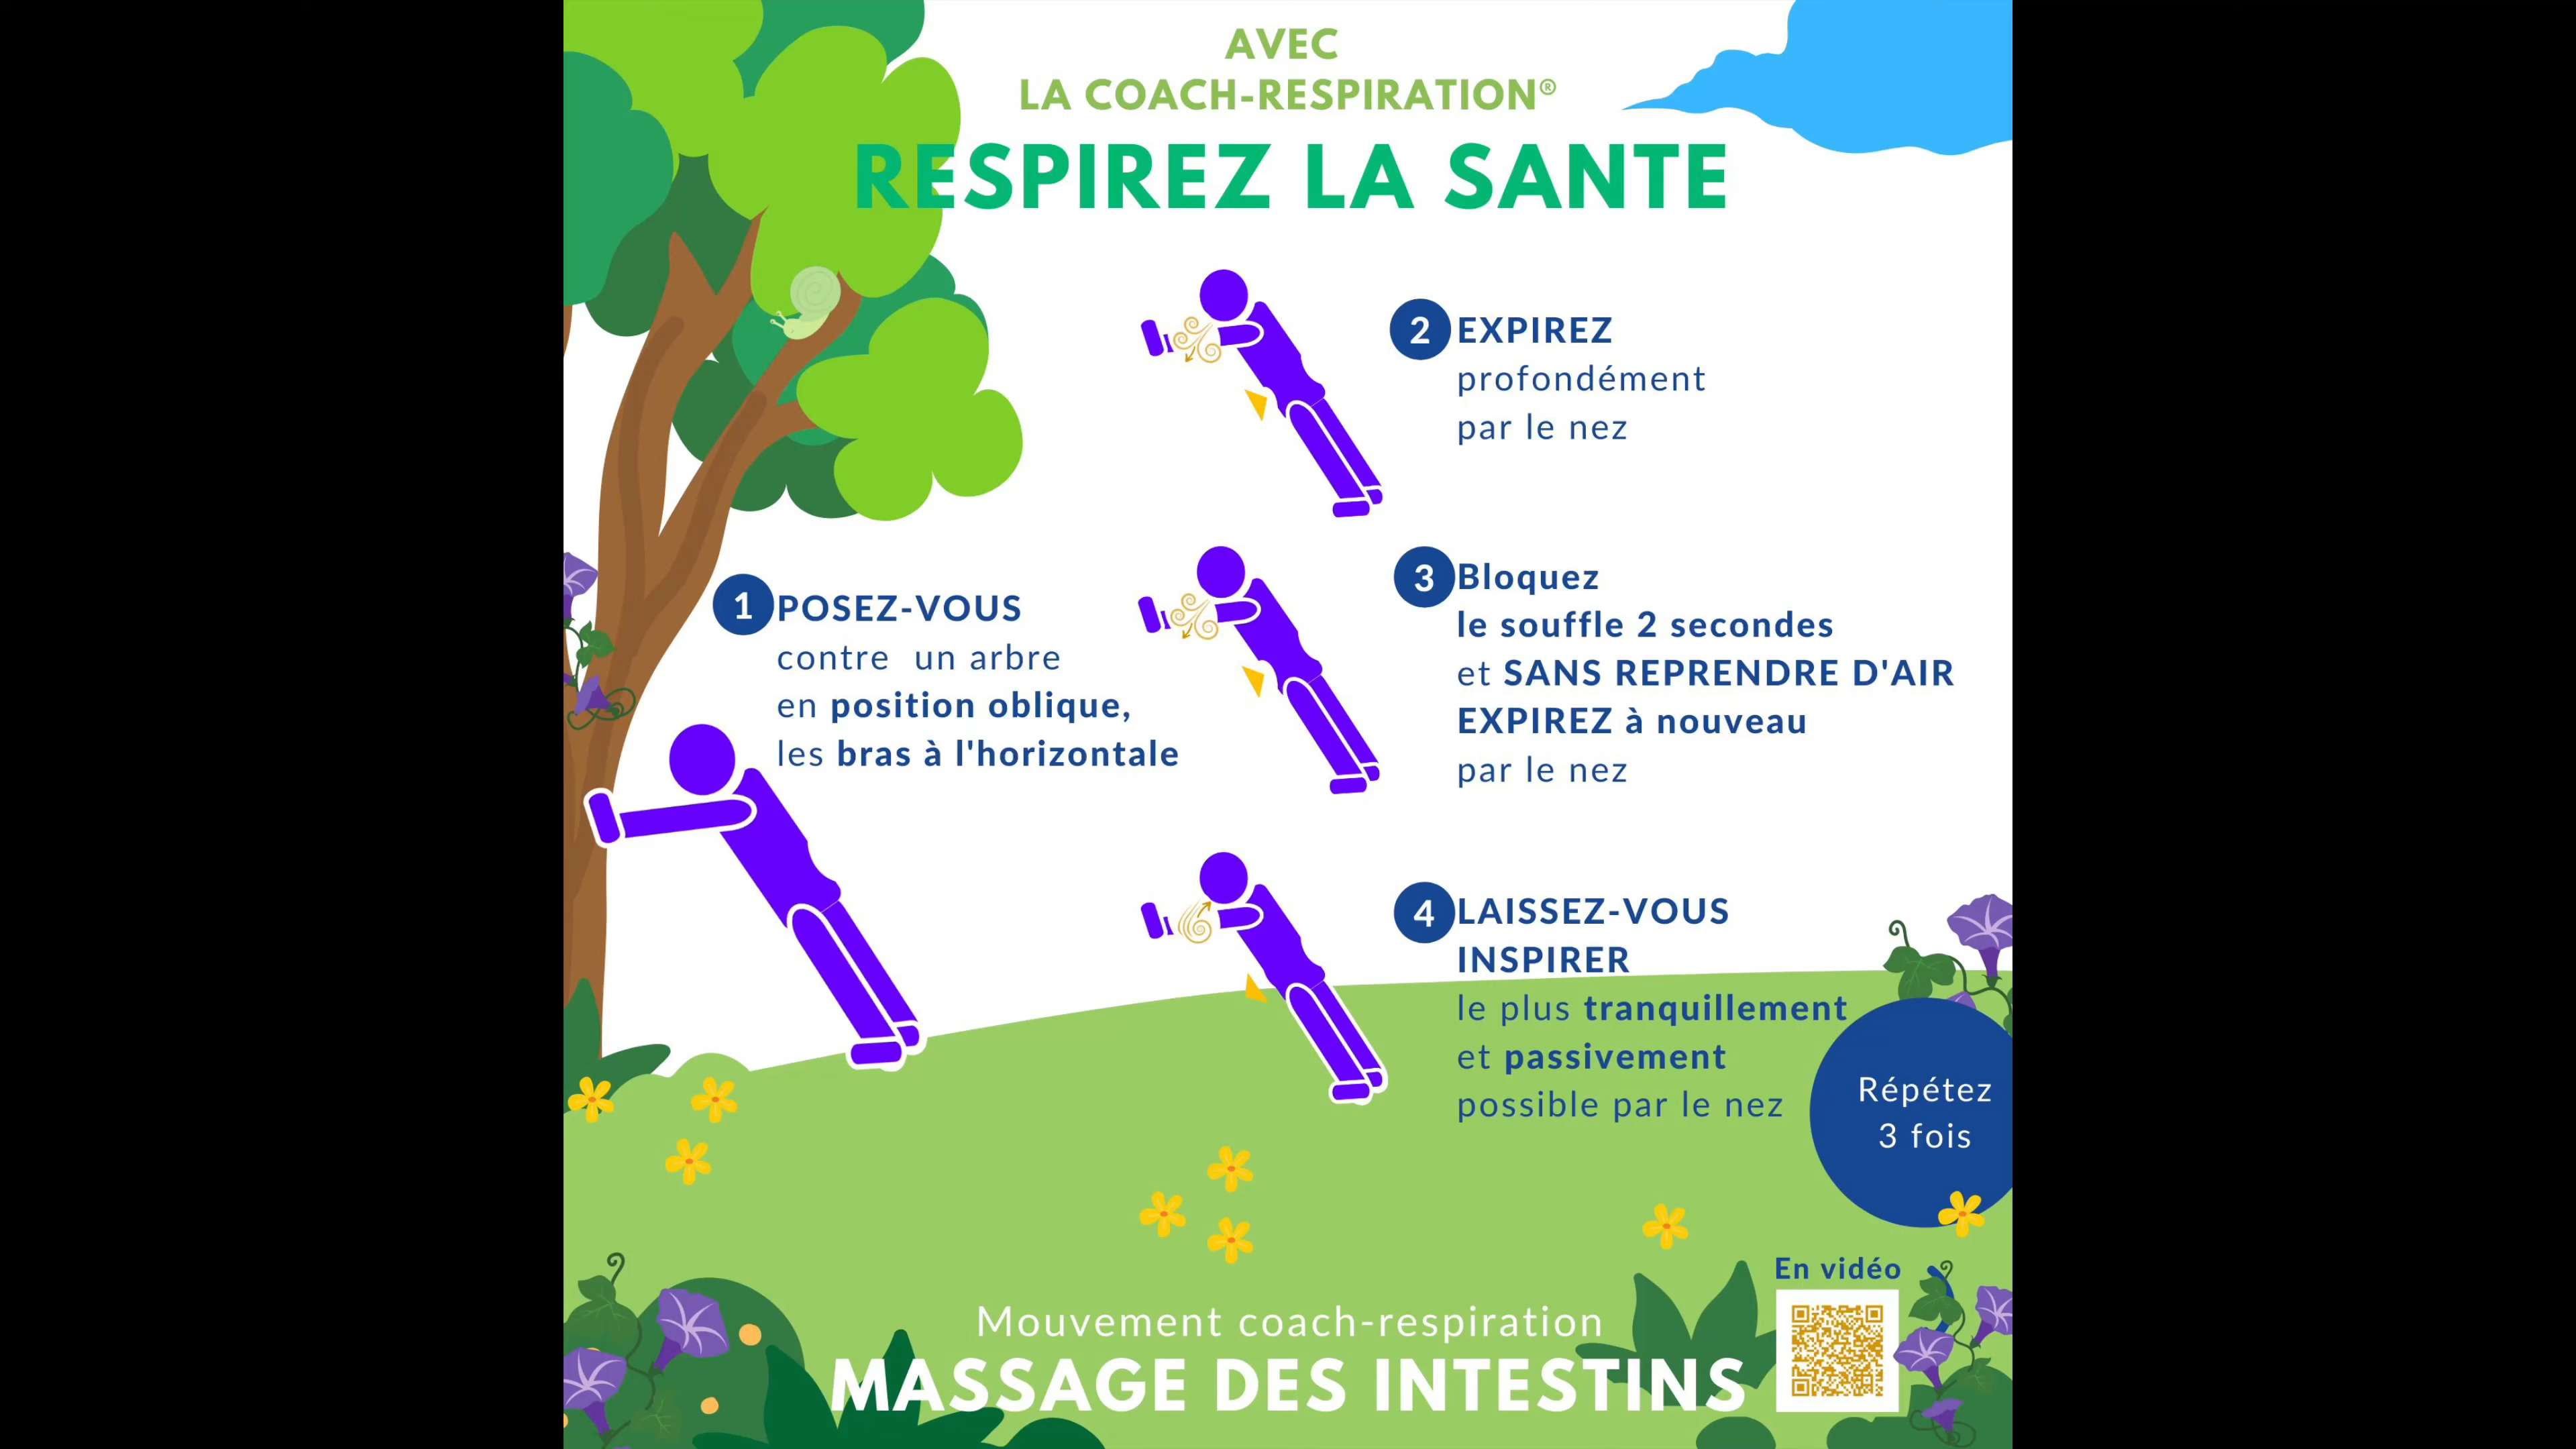 AVEC
LA COACH-RESPIRATION®
RESPIREZ LA SANTE
1 POSEZ-VOUS
contre un arbre
en position oblique,
les bras à l'horizontale
2 EXPIREZ
profondément
par le nez
3 Bloquez
le souffle 2 secondes
et SANS REPRENDRE D'AIR
EXPIREZ à nouveau
par le nez
4 LAISSEZ-VOUS
INSPIRER
le plus tranquillement
et passivement
possible par le nez
Répétez
3 fois
En vidéo
Mouvement coach-respiration
MASSAGE DES INTESTINS